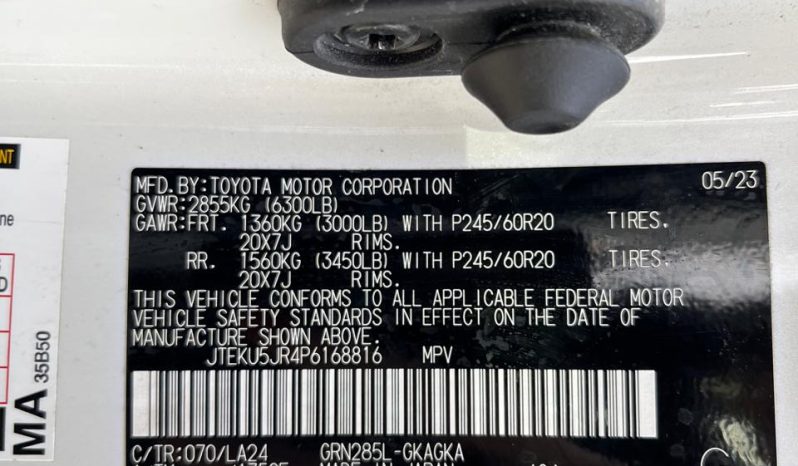 MFD.BY:TOYOTA MOTOR CORPORATION 05/23
GVWR:2855KG (6300LB)
GAWR:FRT. 1360KG (3000LB) WITH P245/60R20 TIRES.
20X7J RIMS.
RR. 1560KG (3450LB) WITH P245/60R20 TIRES.
20X7J RIMS.
THIS VEHICLE CONFORMS TO ALL APPLICABLE FEDERAL MOTOR
VEHICLE SAFETY STANDARDS IN EFFECT ON THE DATE OF
MANUFACTURE SHOWN ABOVE.
JTEKU5JR4P6168816 MPV
C/TR:070/LA24 GRN285L-GKAGKA
MA
35B50